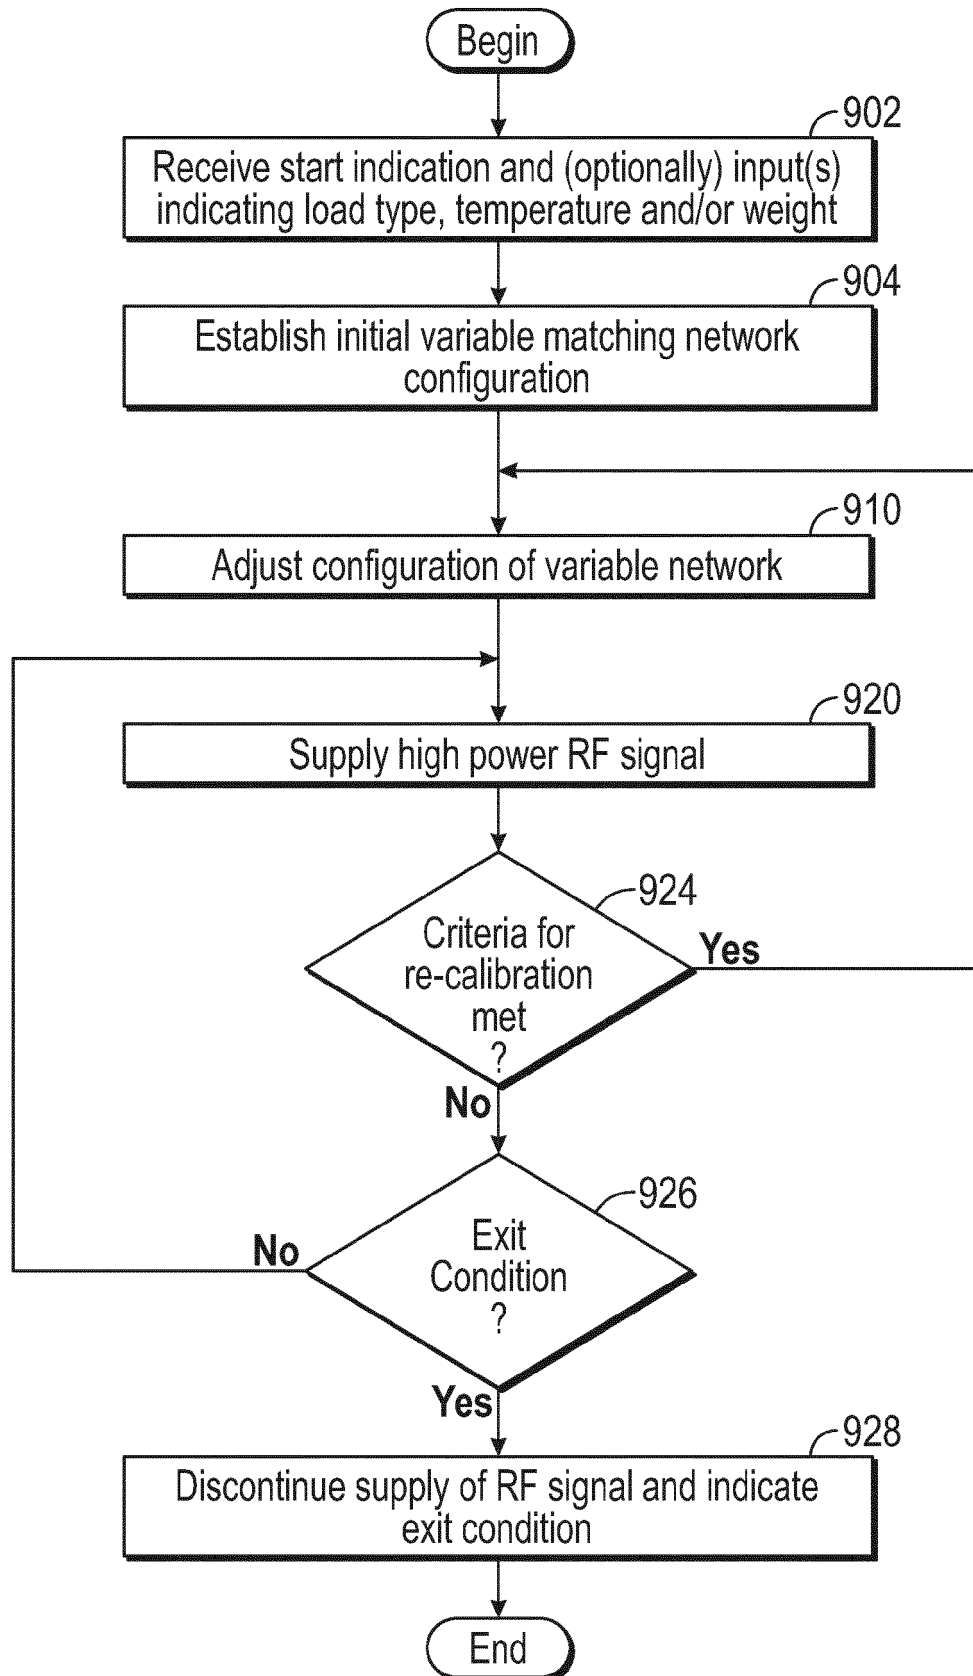 Begin
902
Receive start indication and (optionally) input(s)
indicating load type, temperature and/or weight
904
Establish initial variable matching network
configuration
910
Adjust configuration of variable network
920
Supply high power RF signal
924
Criteria for
re-calibration
met
?
Yes
No
926
Exit
Condition
?
No
Yes
928
Discontinue supply of RF signal and indicate
exit condition
End